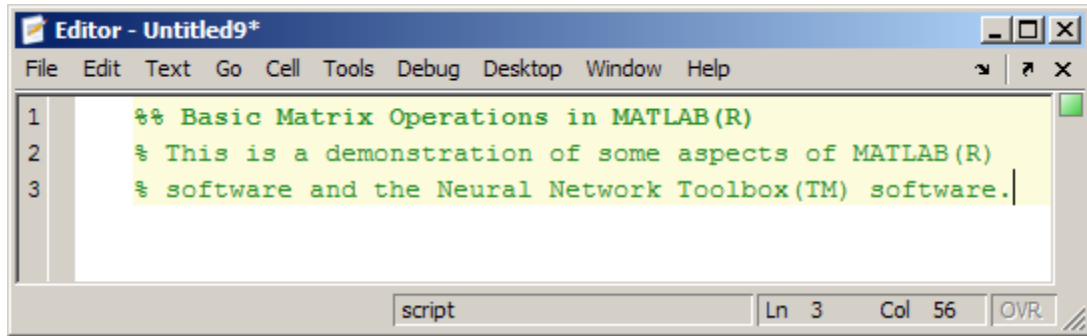 Editor - Untitled9*
File Edit Text Go Cell Tools Debug Desktop Window Help
1 %% Basic Matrix Operations in MATLAB(R)
2 % This is a demonstration of some aspects of MATLAB(R)
3 % software and the Neural Network Toolbox(TM) software.
script Ln 3 Col 56 OVR